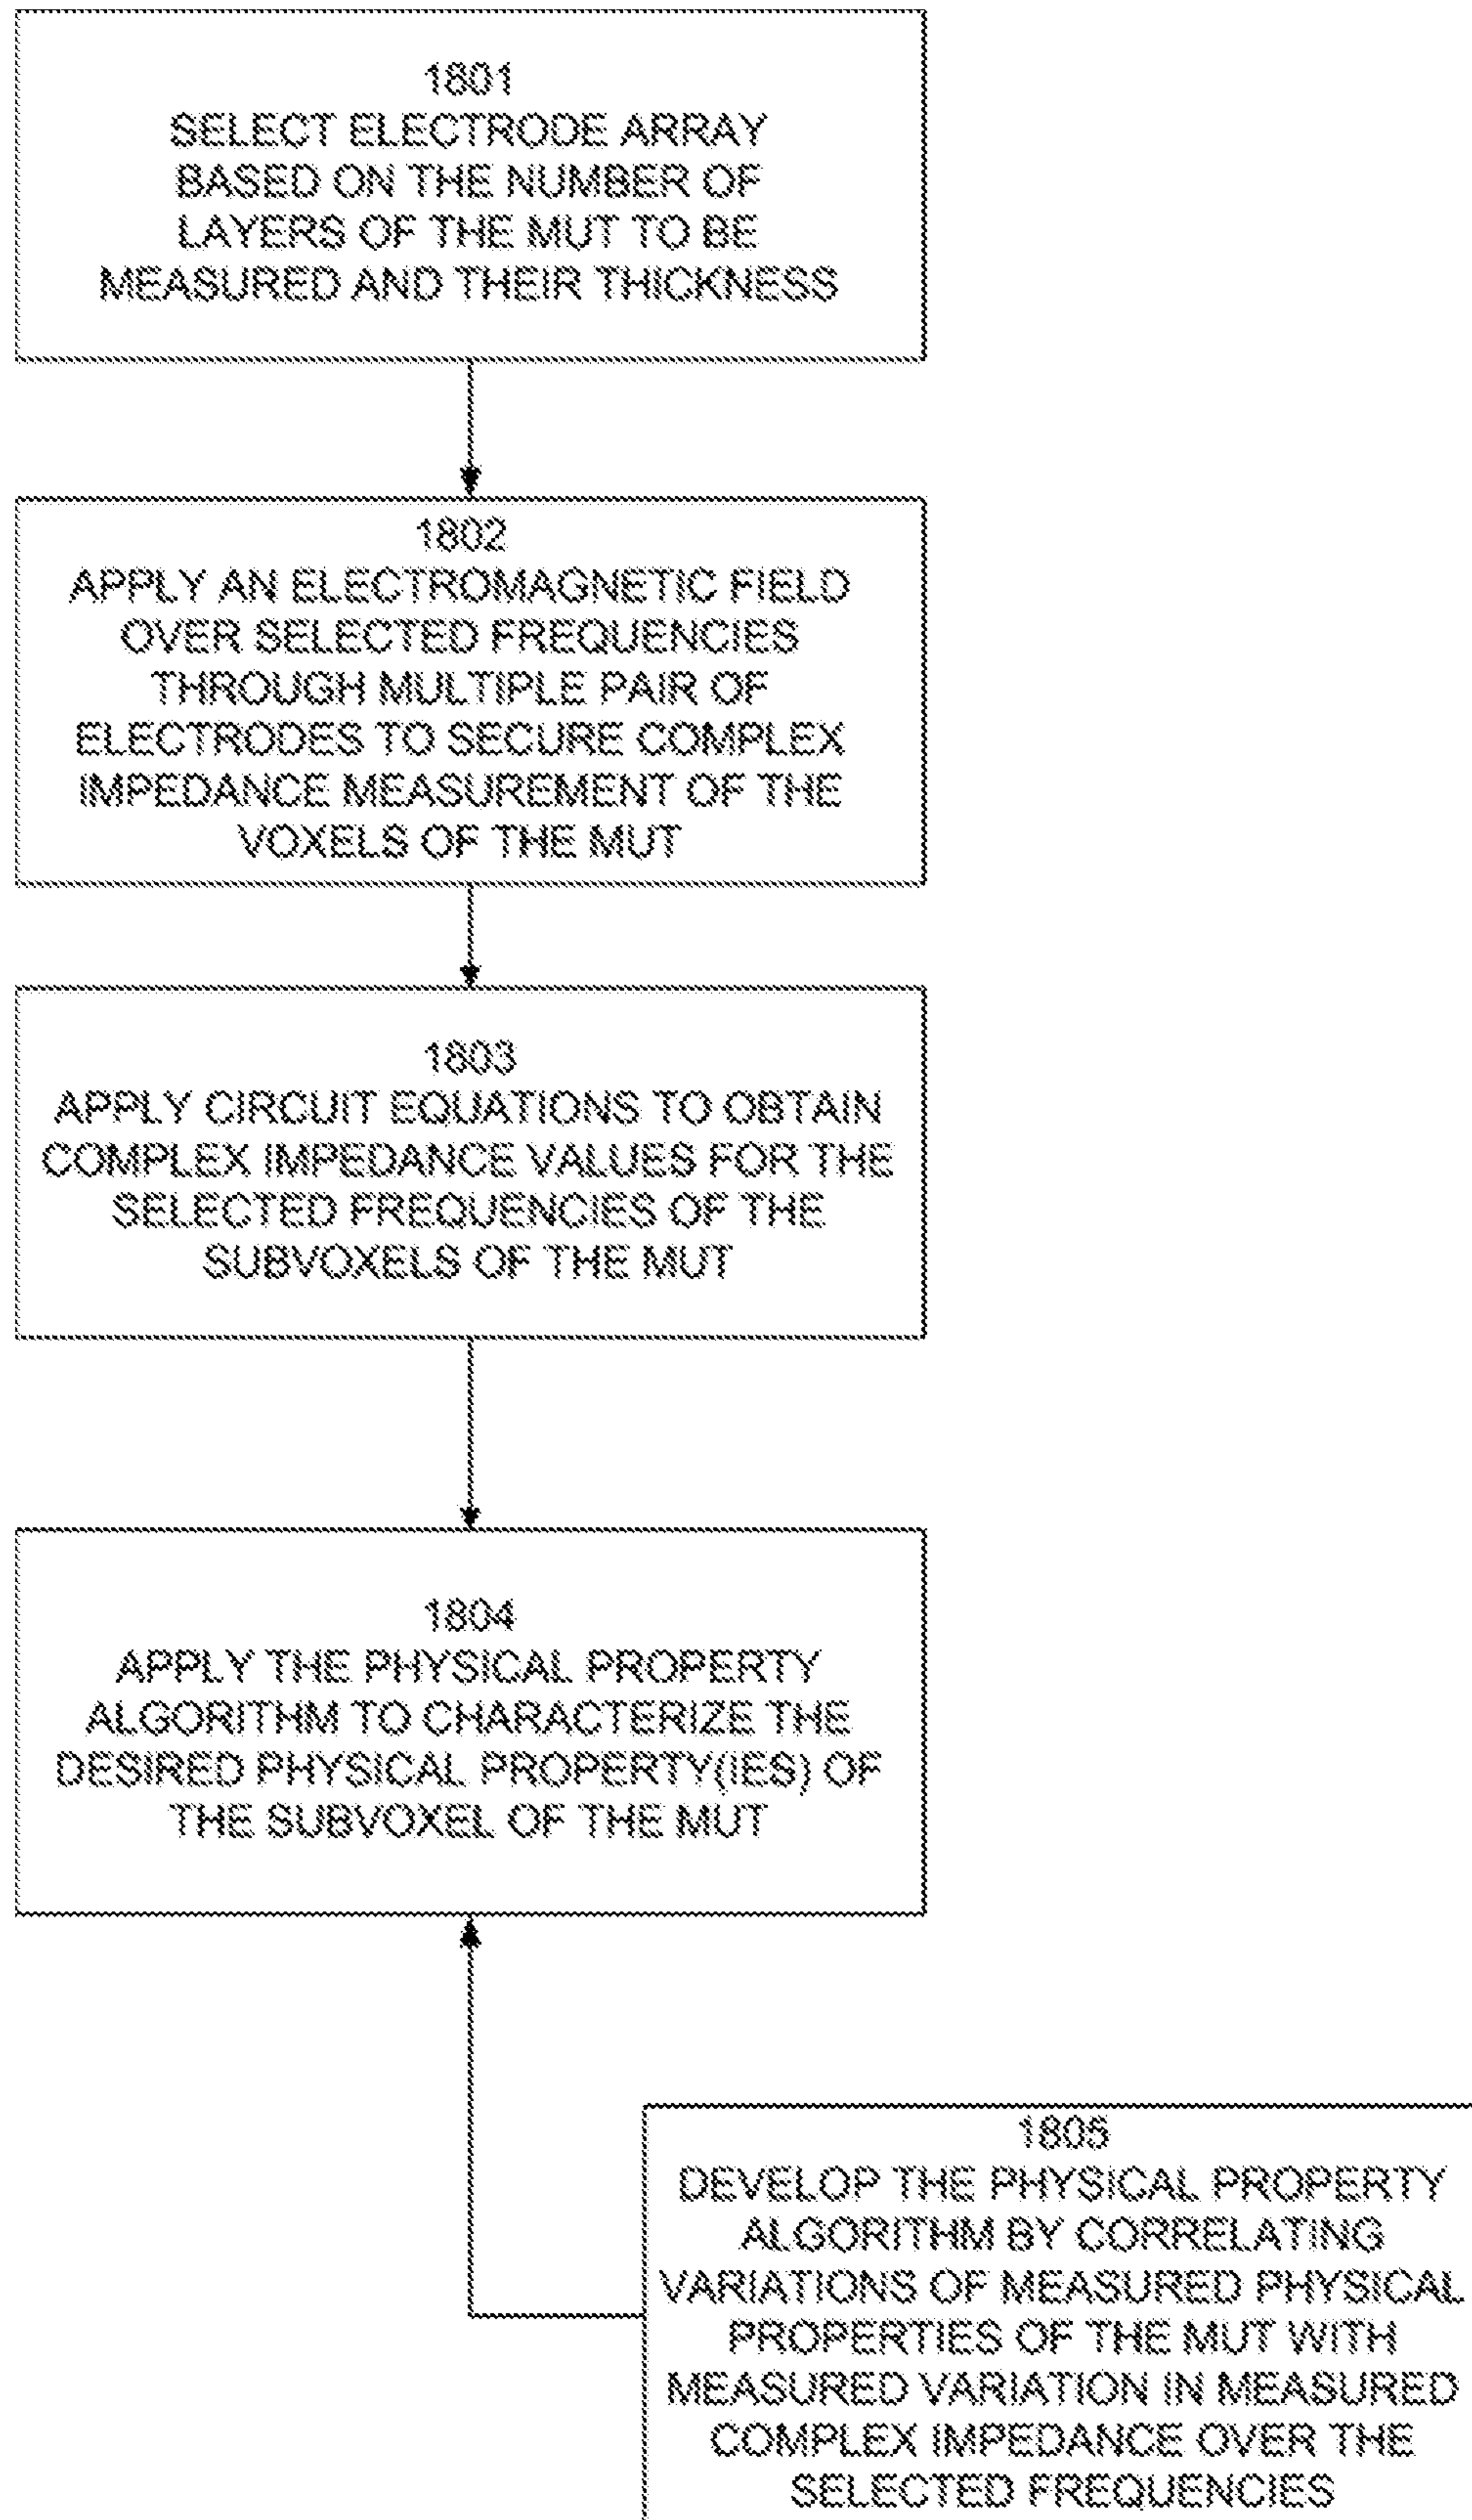 1801
SELECT ELECTRODE ARRAY
BASED ON THE NUMBER OF
LAYERS OF THE MUT TO BE
MEASURED AND THEIR THICKNESS
1802
APPLY AN ELECTROMAGNETIC FIELD
OVER SELECTED FREQUENCIES
THROUGH MULTIPLE PAIR OF
ELECTRODES TO SECURE COMPLEX
IMPEDANCE MEASUREMENT OF THE
VOXELS OF THE MUT
1803
APPLY CIRCUIT EQUATIONS TO OBTAIN
COMPLEX IMPEDANCE VALUES FOR THE
SELECTED FREQUENCIES OF THE
SUBVOXELS OF THE MUT
1804
APPLY THE PHYSICAL PROPERTY
ALGORITHM TO CHARACTERIZE THE
DESIRED PHYSICAL PROPERTY(IES) OF
THE SUBVOXEL OF THE MUT
1805
DEVELOP THE PHYSICAL PROPERTY
ALGORITHM BY CORRELATING
VARIATIONS OF MEASURED PHYSICAL
PROPERTIES OF THE MUT WITH
MEASURED VARIATION IN MEASURED
COMPLEX IMPEDANCE OVER THE
SELECTED FREQUENCIES